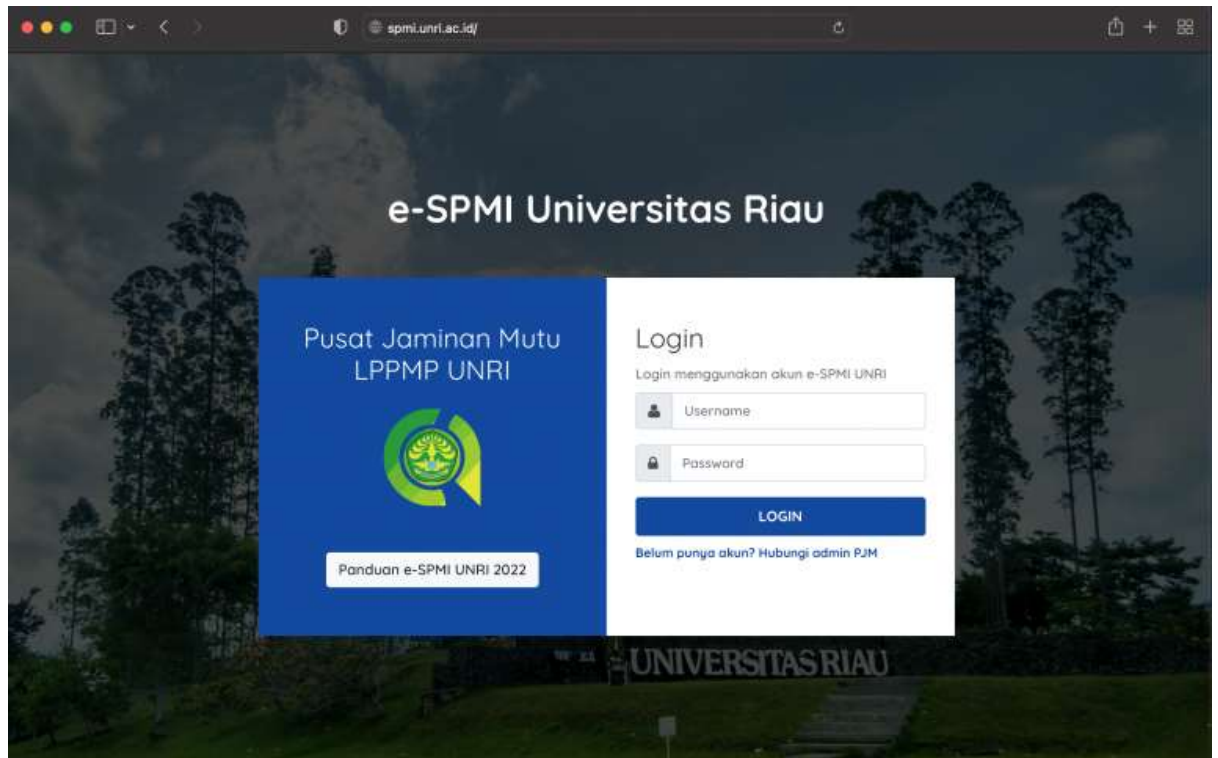 spmi.unri.ac.id/
e-SPMI Universitas Riau
Pusat Jaminan Mutu
LPPMP UNRI
Panduan e-SPMI UNRI 2022
Login
Login menggunakan akun e-SPMI UNRI
Username
Password
LOGIN
Belum punya akun? Hubungi admin PJM
UNIVERSITAS RIAU